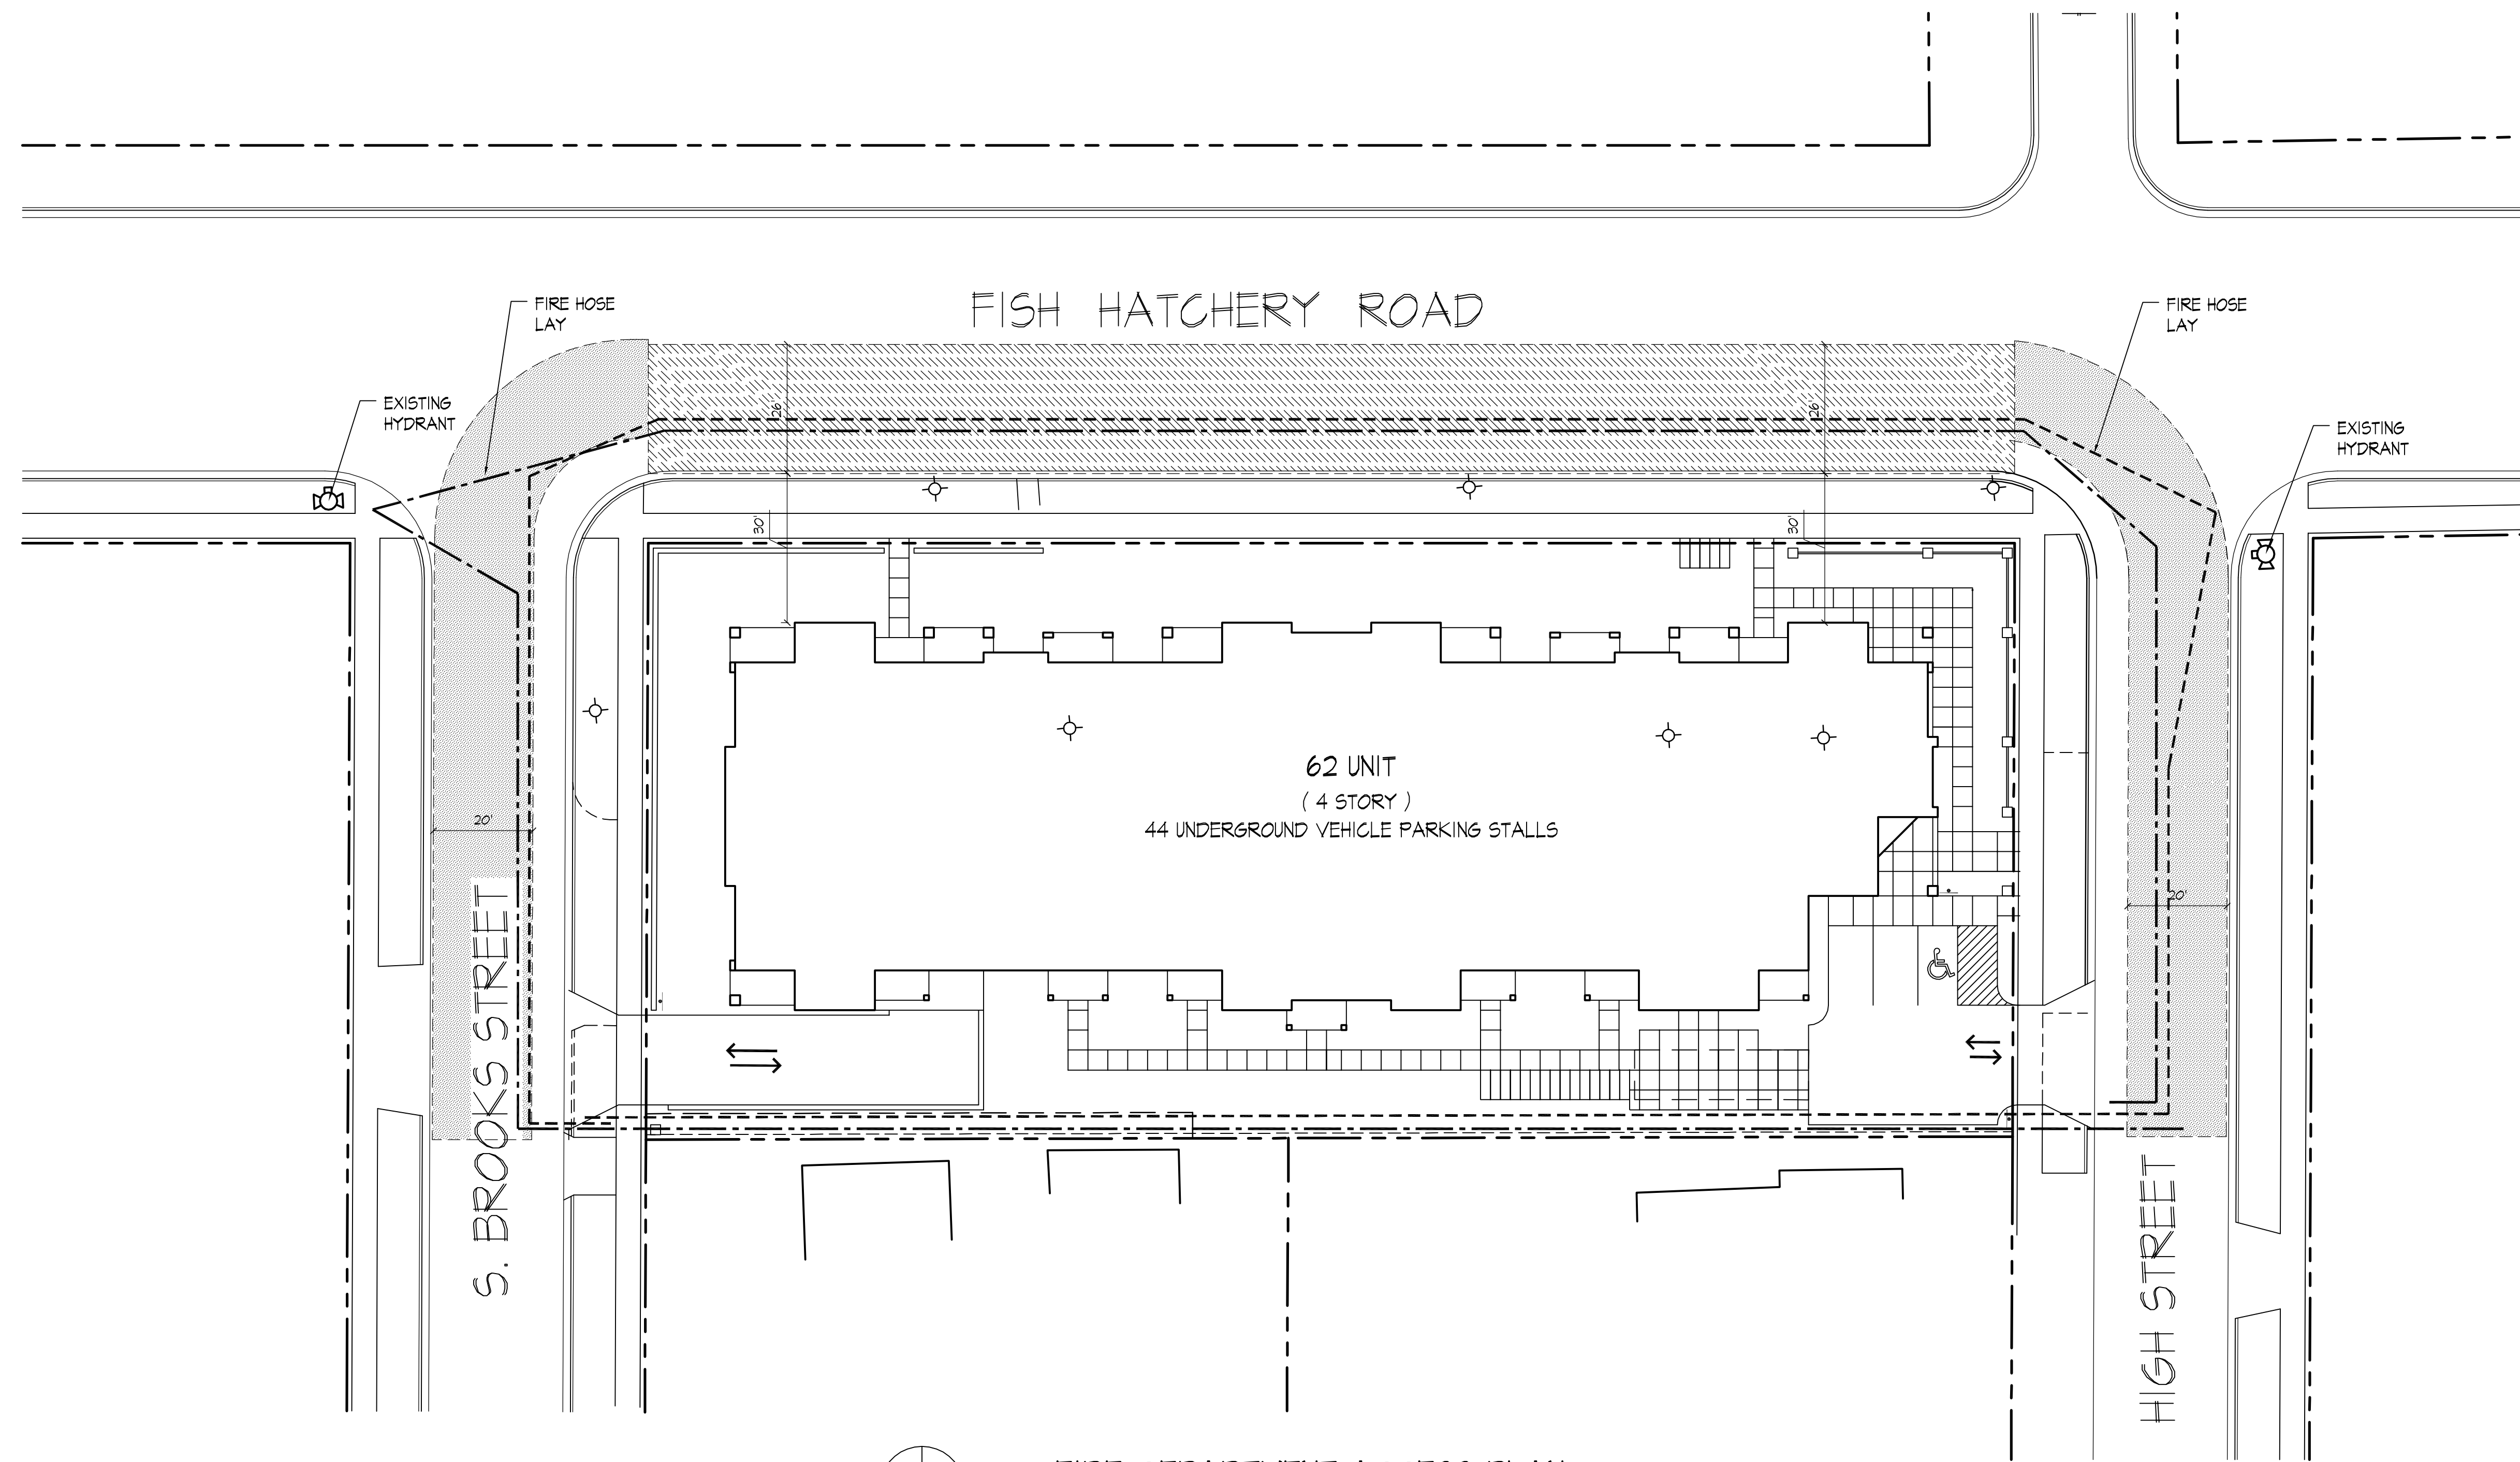 FISH HATCHERY ROAD
FIRE HOSE
LAY
FIRE HOSE
LAY
EXISTING
HYDRANT
EXISTING
HYDRANT
26'
26'
30'
30'
62 UNIT
( 4 STORY )
44 UNDERGROUND VEHICLE PARKING STALLS
20'
20'
S. BROOKS STREET
HIGH STREET